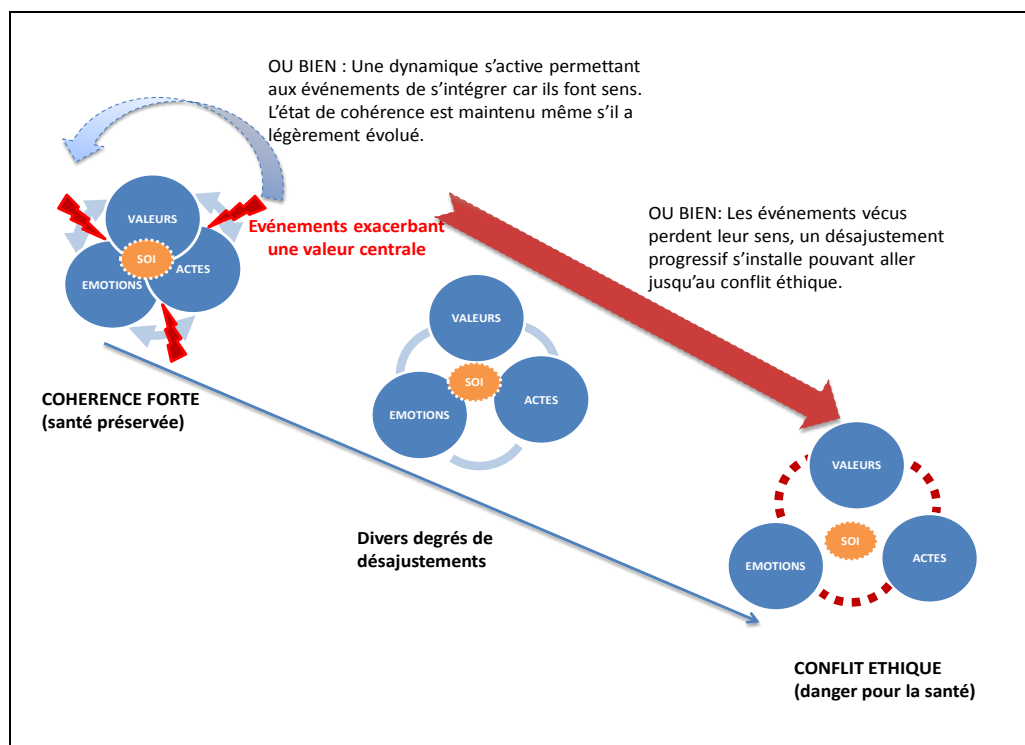 OU BIEN : Une dynamique s’active permettant
aux événements de s’intégrer car ils font sens.
L’état de cohérence est maintenu même s’il a
légèrement évolué.
VALEURS
SOI
EMOTIONS
ACTES
Evénements exacerbant
une valeur centrale
OU BIEN: Les événements vécus
perdent leur sens, un désajustement
progressif s’installe pouvant aller
jusqu’au conflit éthique.
VALEURS
SOI
EMOTIONS
ACTES
COHERENCE FORTE
(santé préservée)
VALEURS
SOI
EMOTIONS
ACTES
Divers degrés de
désajustements
CONFLIT ETHIQUE
(danger pour la santé)